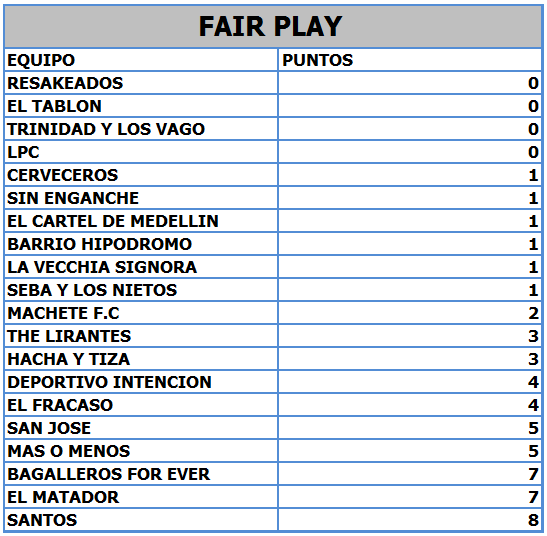 FAIR PLAY
EQUIPO PUNTOS
RESAKEADOS 0
EL TABLON 0
TRINIDAD Y LOS VAGO 0
LPC 0
CERVECEROS 1
SIN ENGANCHE 1
EL CARTEL DE MEDELLIN 1
BARRIO HIPODROMO 1
LA VECCHIA SIGNORA 1
SEBA Y LOS NIETOS 1
MACHETE F.C 2
THE LIRANTES 3
HACHA Y TIZA 3
DEPORTIVO INTENCION 4
EL FRACASO 4
SAN JOSE 5
MAS O MENOS 5
BAGALLEROS FOR EVER 7
EL MATADOR 7
SANTOS 8